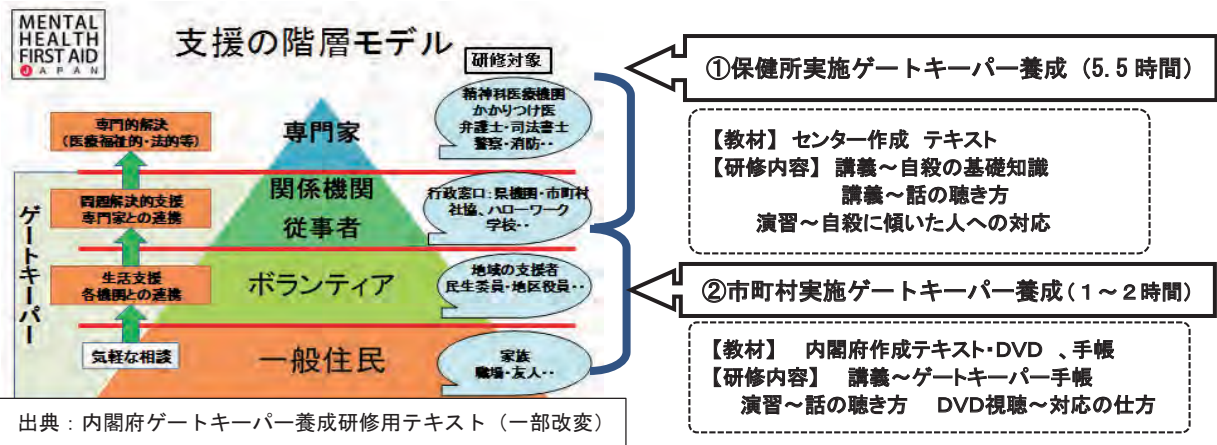 MENTAL
HEALTH
FIRST AID
JAPAN
支援の階層モデル
研修対象
専門的解決
(医療福祉的・法的等)
問題解決的支援
専門家との連携
生活支援
各機関との連携
気軽な相談
ゲートキーパー
専門家
関係機関
従事者
ボランティア
一般住民
精神科医療機関
かかりつけ医
弁護士・司法書士
警察・消防・・
行政窓口:県機関・市町村
社協、ハローワーク
学校・・
地域の支援者
民生委員・地区役員・・
家族
職場・友人・・
出典：内閣府ゲートキーパー養成研修用テキスト（一部改変）
①保健所実施ゲートキーパー養成（5.5時間）
【教材】 センター作成 テキスト
【研修内容】 講義～自殺の基礎知識
講義～話の聴き方
演習～自殺に傾いた人への対応
②市町村実施ゲートキーパー養成（１～２時間）
【教材】 内閣府作成テキスト・DVD 、手帳
【研修内容】 講義～ゲートキーパー手帳
演習～話の聴き方 DVD視聴～対応の仕方